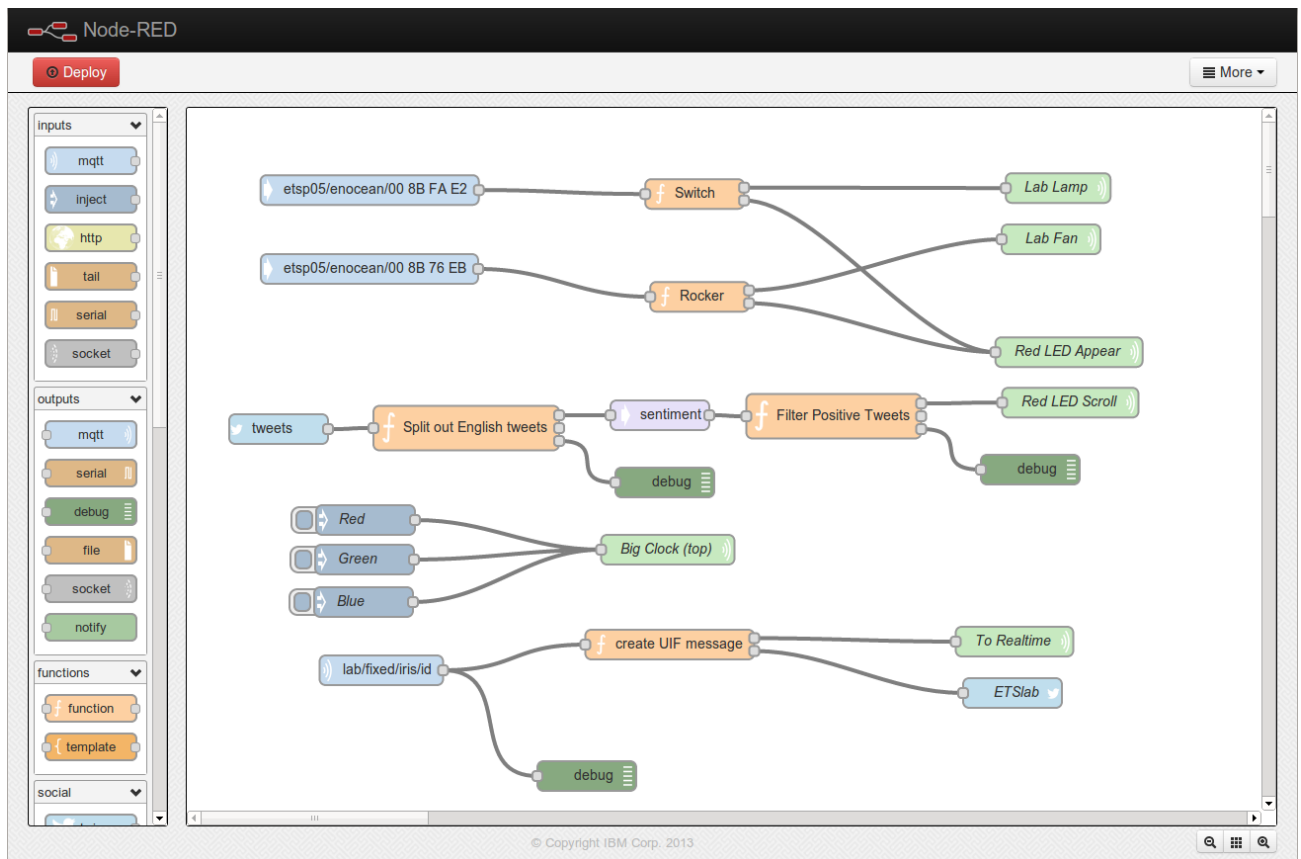 Node-RED
Deploy
More
inputs
mqtt
inject
http
tail
serial
socket
outputs
mqtt
serial
debug
file
socket
notify
functions
function
template
social
etsp05/enocean/00 8B FA E2
Switch
Lab Lamp
Lab Fan
etsp05/enocean/00 8B 76 EB
Rocker
Red LED Appear
Red LED Scroll
tweets
Split out English tweets
sentiment
Filter Positive Tweets
debug
debug
Red
Green
Blue
Big Clock (top)
lab/fixed/iris/id
create UIF message
To Realtime
ETSlab
debug
© Copyright IBM Corp. 2013